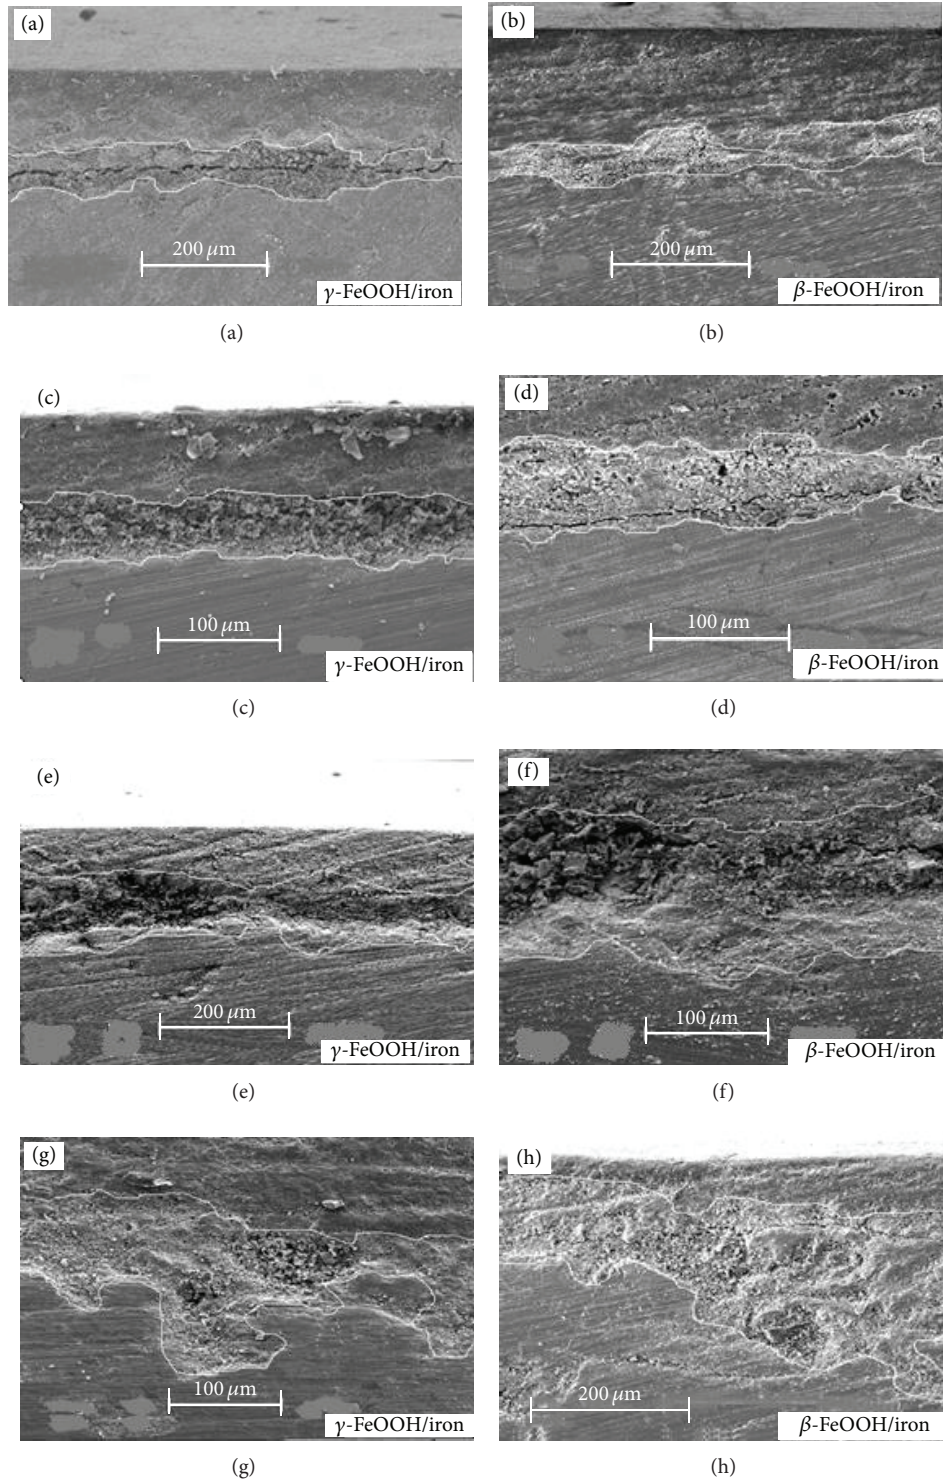 (a)
200 μm
γ-FeOOH/iron
(a)
(b)
200 μm
β-FeOOH/iron
(b)
(c)
100 μm
γ-FeOOH/iron
(c)
(d)
100 μm
β-FeOOH/iron
(d)
(e)
200 μm
γ-FeOOH/iron
(e)
(f)
100 μm
β-FeOOH/iron
(f)
(g)
100 μm
γ-FeOOH/iron
(g)
(h)
200 μm
β-FeOOH/iron
(h)